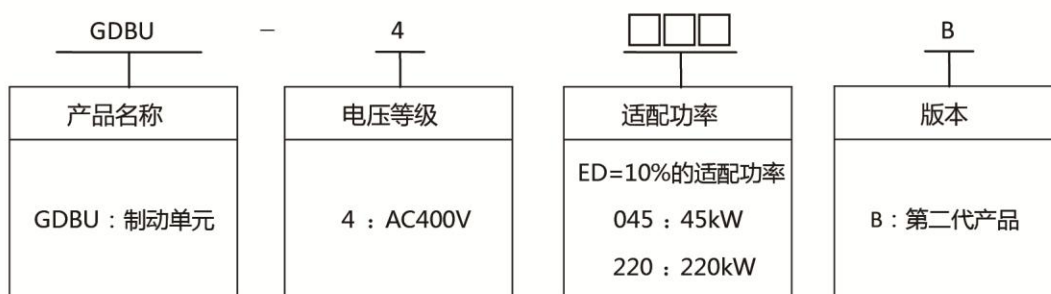 GDBU - 4 □□□ B
产品名称
GDBU：制动单元
电压等级
4 ：AC400V
适配功率
ED=10%的适配功率
045 ：45kW
220 ：220kW
版本
B：第二代产品